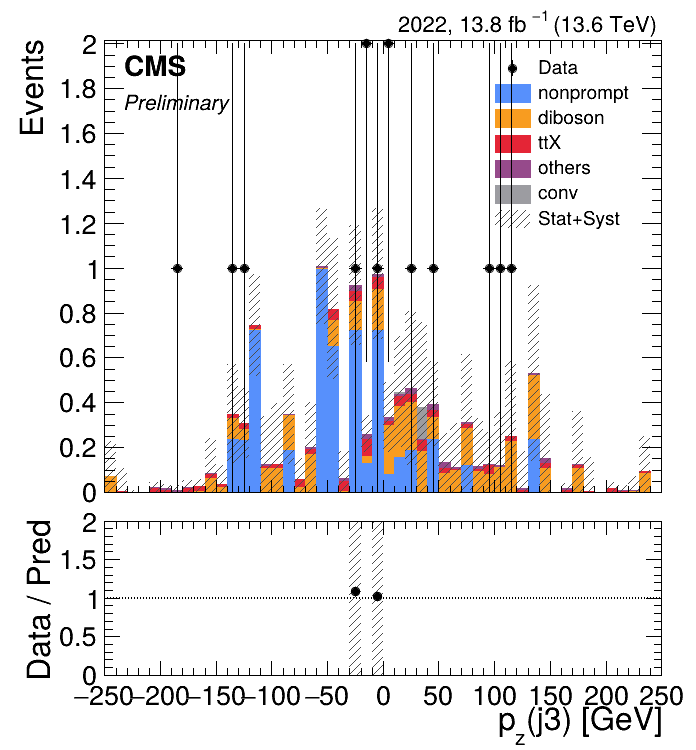 2022, 13.8 fb⁻¹ (13.6 TeV)
CMS
Preliminary
Events
2
1.8
1.6
1.4
1.2
1
0.8
0.6
0.4
0.2
0
Data
nonprompt
diboson
ttX
others
conv
Stat+Syst
Data / Pred
2
1.5
1
0.5
0
−250 −200 −150 −100 −50 0 50 100 150 200 250
p_z(j3) [GeV]